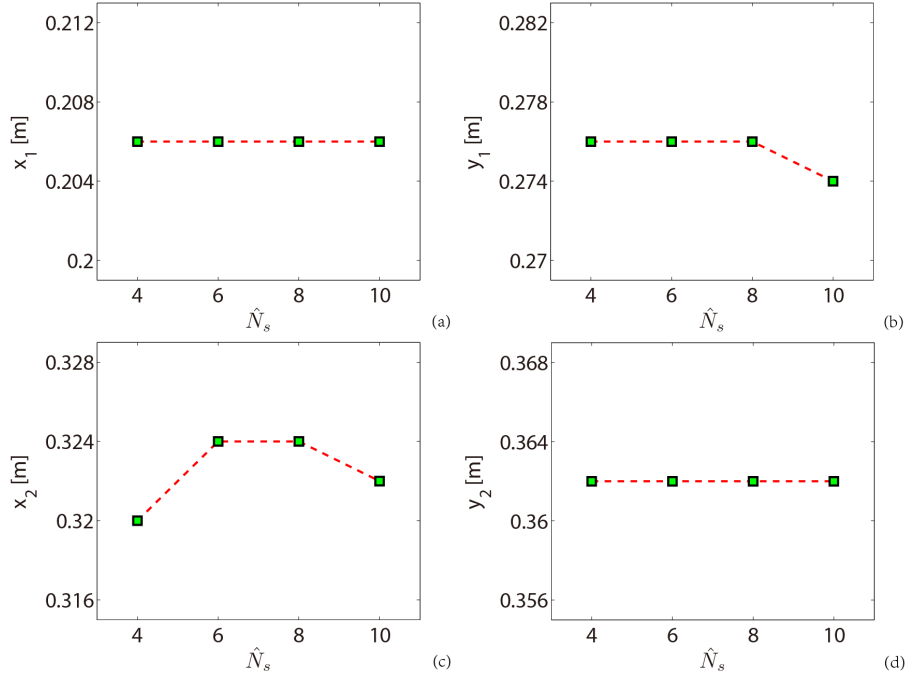 0.212
0.208
0.204
0.2
x₁ [m]
4 6 8 10
N̂ₛ
(a)
0.282
0.278
0.274
0.27
y₁ [m]
4 6 8 10
N̂ₛ
(b)
0.328
0.324
0.32
0.316
x₂ [m]
4 6 8 10
N̂ₛ
(c)
0.368
0.364
0.36
0.356
y₂ [m]
4 6 8 10
N̂ₛ
(d)